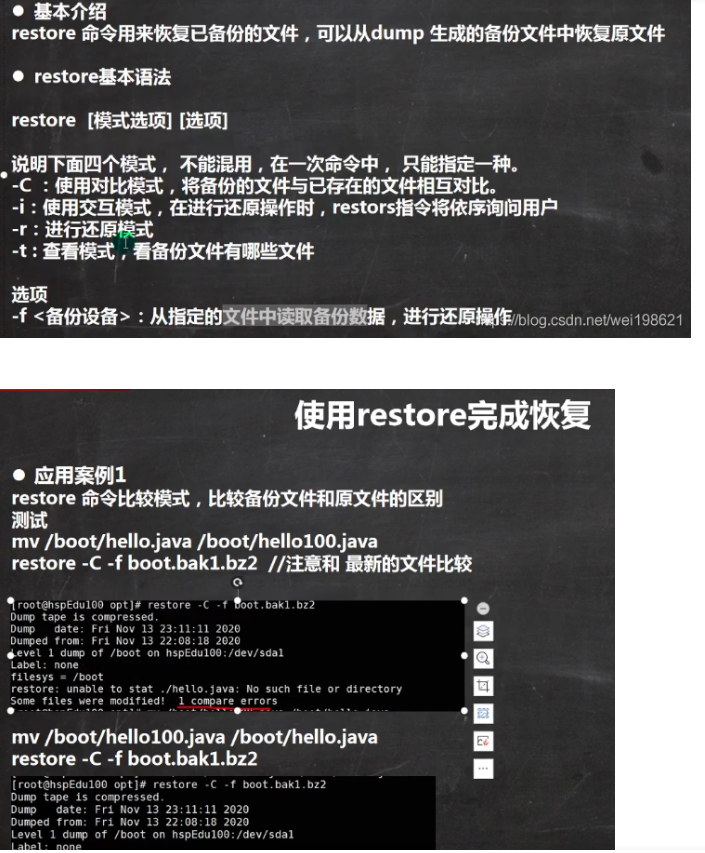 ● 基本介绍
restore 命令用来恢复已备份的文件，可以从dump 生成的备份文件中恢复原文件
● restore基本语法
restore [模式选项] [选项]
说明下面四个模式， 不能混用，在一次命令中， 只能指定一种。
-C ：使用对比模式，将备份的文件与已存在的文件相互对比。
-i：使用交互模式，在进行还原操作时，restors指令将依序询问用户
-r：进行还原模式
-t : 查看模式，看备份文件有哪些文件
选项
-f <备份设备>：从指定的文件中读取备份数据，进行还原操作
//blog.csdn.net/wei198621
使用restore完成恢复
● 应用案例1
restore 命令比较模式，比较备份文件和原文件的区别
测试
mv /boot/hello.java /boot/hello100.java
restore -C -f boot.bak1.bz2 //注意和 最新的文件比较
[root@hspEdu100 opt]# restore -C -f boot.bak1.bz2
Dump tape is compressed.
Dump   date: Fri Nov 13 23:11:11 2020
Dumped from: Fri Nov 13 22:08:18 2020
Level 1 dump of /boot on hspEdu100:/dev/sda1
Label: none
filesys = /boot
restore: unable to stat ./hello.java: No such file or directory
Some files were modified!  1 compare errors
mv /boot/hello100.java /boot/hello.java
restore -C -f boot.bak1.bz2
[root@hspEdu100 opt]# restore -C -f boot.bak1.bz2
Dump tape is compressed.
Dump   date: Fri Nov 13 23:11:11 2020
Dumped from: Fri Nov 13 22:08:18 2020
Level 1 dump of /boot on hspEdu100:/dev/sda1
Label: none